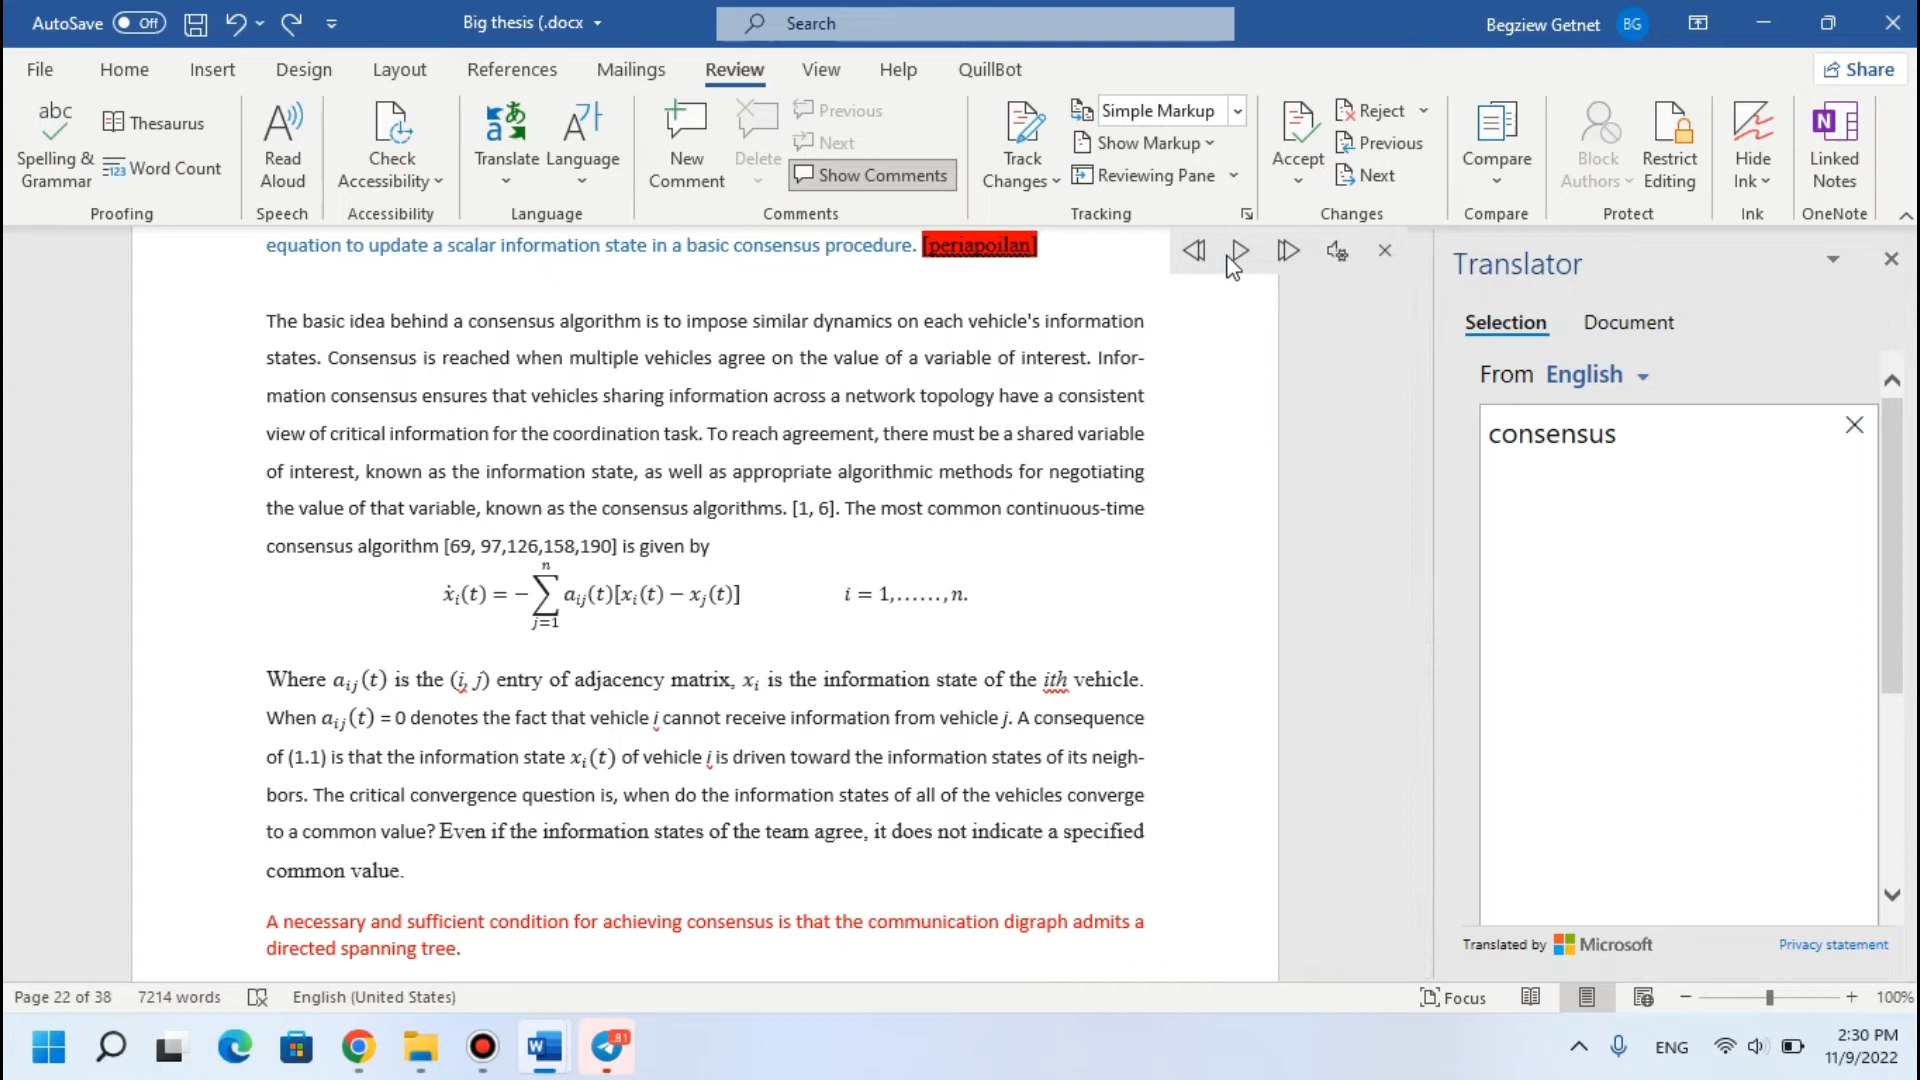 AutoSave Off Big thesis (.docx Search Begziew Getnet BG
File Home Insert Design Layout References Mailings Review View Help QuillBot Share
abc Spelling & Grammar Thesaurus 123 Word Count Proofing
Read Aloud Speech
Check Accessibility Accessibility
Translate Language Language
New Comment Delete Previous Next Show Comments Comments
Track Changes Simple Markup Show Markup Reviewing Pane Tracking
Accept Reject Previous Next Changes
Compare Compare
Block Authors Restrict Editing Protect
Hide Ink Ink
Linked Notes OneNote
equation to update a scalar information state in a basic consensus procedure. [periapoilan]
The basic idea behind a consensus algorithm is to impose similar dynamics on each vehicle's information
states. Consensus is reached when multiple vehicles agree on the value of a variable of interest. Infor-
mation consensus ensures that vehicles sharing information across a network topology have a consistent
view of critical information for the coordination task. To reach agreement, there must be a shared variable
of interest, known as the information state, as well as appropriate algorithmic methods for negotiating
the value of that variable, known as the consensus algorithms. [1, 6]. The most common continuous-time
consensus algorithm [69, 97,126,158,190] is given by
ẋᵢ(t) = − ∑ⁿⱼ₌₁ aᵢⱼ(t)[xᵢ(t) − xⱼ(t)] i = 1,……,n.
Where aᵢⱼ(t) is the (i, j) entry of adjacency matrix, xᵢ is the information state of the ith vehicle.
When aᵢⱼ(t) = 0 denotes the fact that vehicle i cannot receive information from vehicle j. A consequence
of (1.1) is that the information state xᵢ(t) of vehicle i is driven toward the information states of its neigh-
bors. The critical convergence question is, when do the information states of all of the vehicles converge
to a common value? Even if the information states of the team agree, it does not indicate a specified
common value.
A necessary and sufficient condition for achieving consensus is that the communication digraph admits a
directed spanning tree.
Translator
Selection Document
From English
consensus
Translated by Microsoft Privacy statement
Page 22 of 38 7214 words English (United States) Focus 100%
81 ENG 2:30 PM
11/9/2022